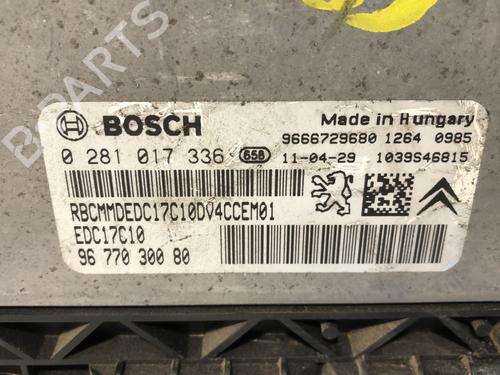 B-PARTS
BOSCH
Made in Hungary
9666729680 1264 0985
0 281 017 336 658 11-04-29 1039S46815
RBCMMDEDC17C10DV4CCEM01
EDC17C10
96 770 300 80